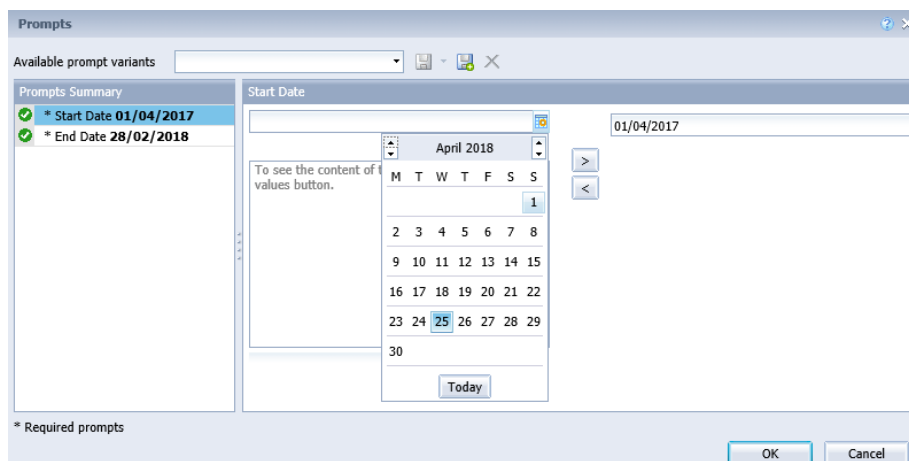 Prompts
Available prompt variants
Prompts Summary
* Start Date 01/04/2017
* End Date 28/02/2018
Start Date
01/04/2017
To see the content of t
values button.
April 2018
M T W T F S S
1
2 3 4 5 6 7 8
9 10 11 12 13 14 15
16 17 18 19 20 21 22
23 24 25 26 27 28 29
30
Today
>
<
* Required prompts
OK Cancel